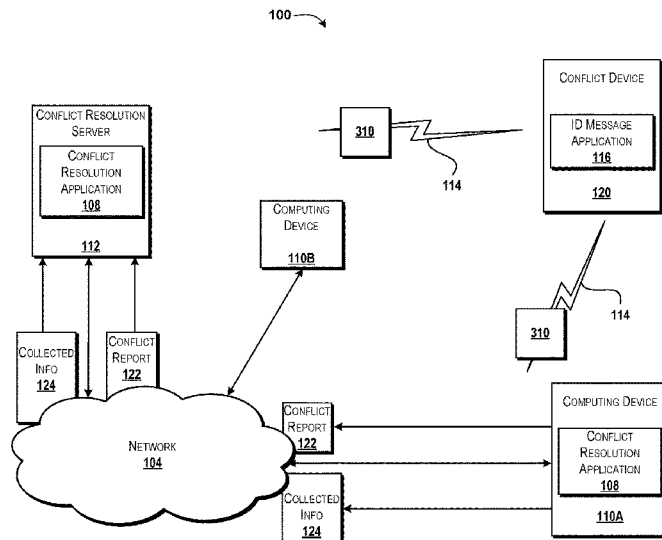 100
CONFLICT RESOLUTION
SERVER
CONFLICT
RESOLUTION
APPLICATION
108
112
310
114
CONFLICT DEVICE
ID MESSAGE
APPLICATION
116
120
COMPUTING
DEVICE
110B
310
114
COLLECTED
INFO
124
CONFLICT
REPORT
122
NETWORK
104
CONFLICT
REPORT
122
COLLECTED
INFO
124
COMPUTING DEVICE
CONFLICT
RESOLUTION
APPLICATION
108
110A